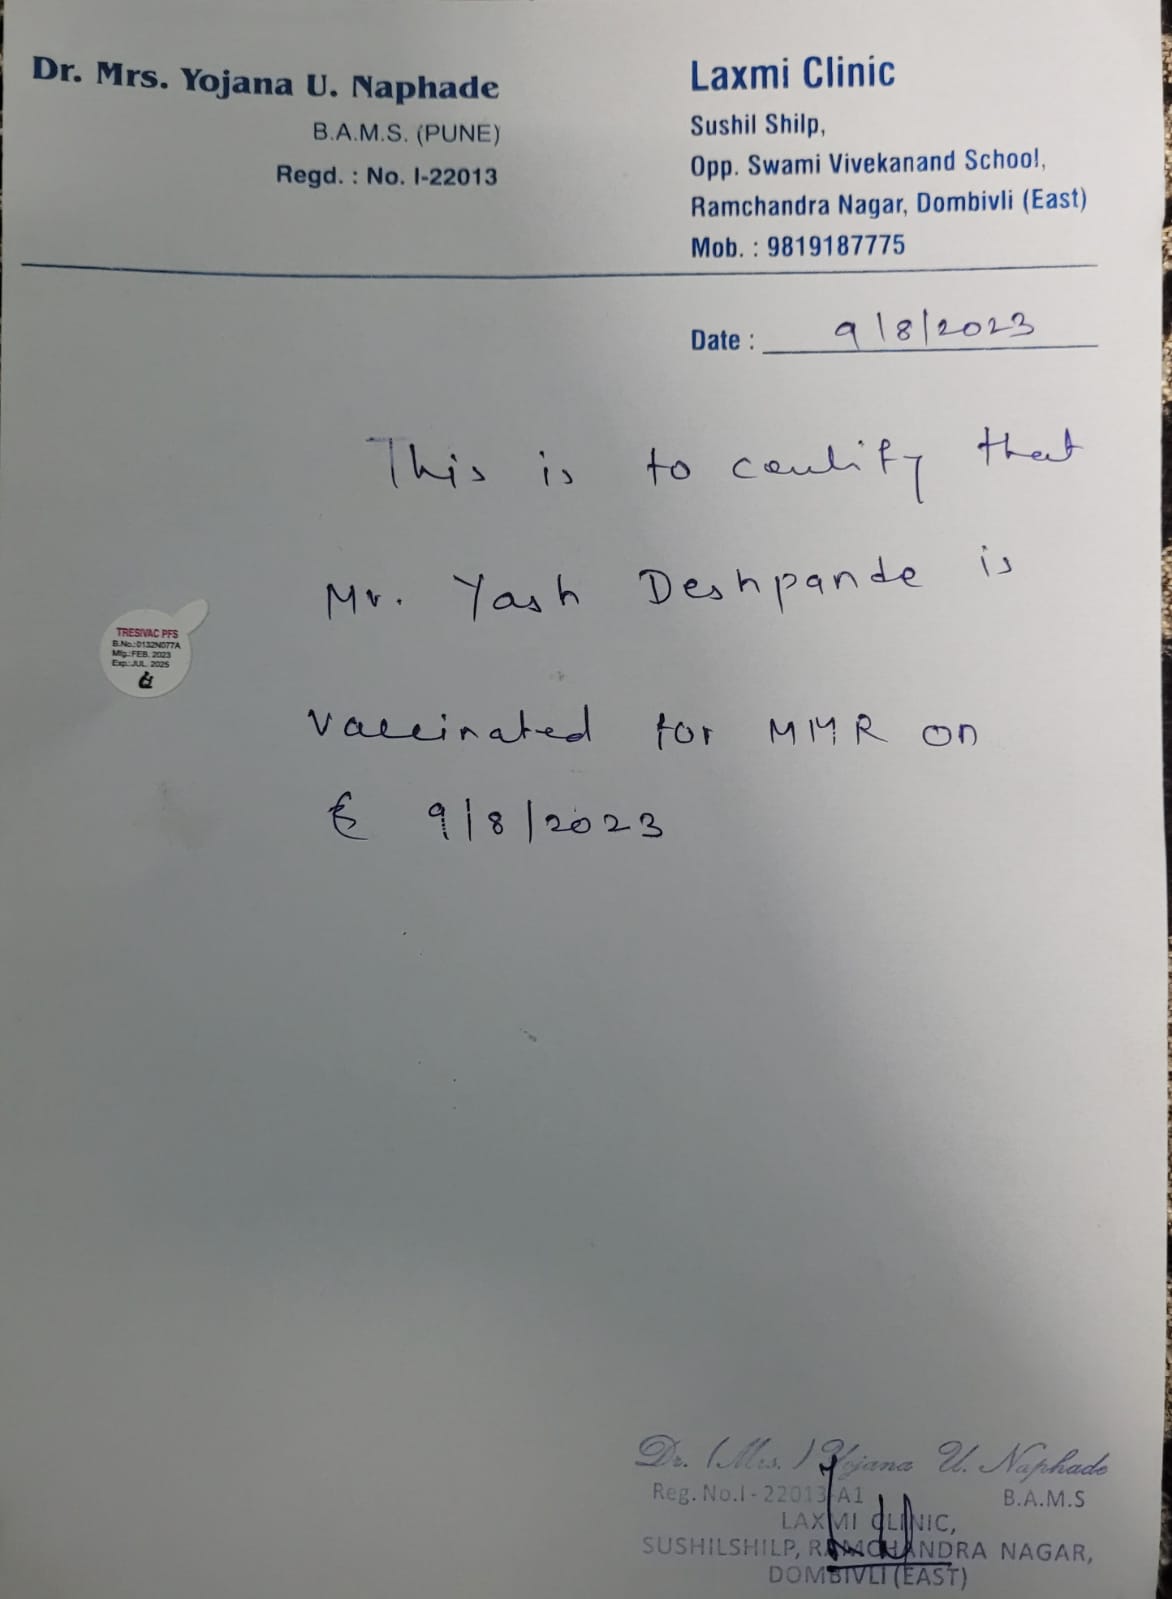 Dr. Mrs. Yojana U. Naphade
B.A.M.S. (PUNE)
Regd. : No. I-22013
Laxmi Clinic
Sushil Shilp,
Opp. Swami Vivekanand School,
Ramchandra Nagar, Dombivli (East)
Mob. : 9819187775
Date : 9/8/2023
This is to certify that
Mr. Yash Deshpande is
TRESIVAC PFS
B.No.:0132N077A
Mfg.:FEB. 2023
Exp.:JUL. 2025
vaccinated for MMR on
9/8/2023
Dr. (Mrs.) Yojana U. Naphade
Reg. No.I - 22013 A1 B.A.M.S
LAXMI CLINIC,
SUSHILSHILP, RAMCHANDRA NAGAR,
DOMBIVLI (EAST)